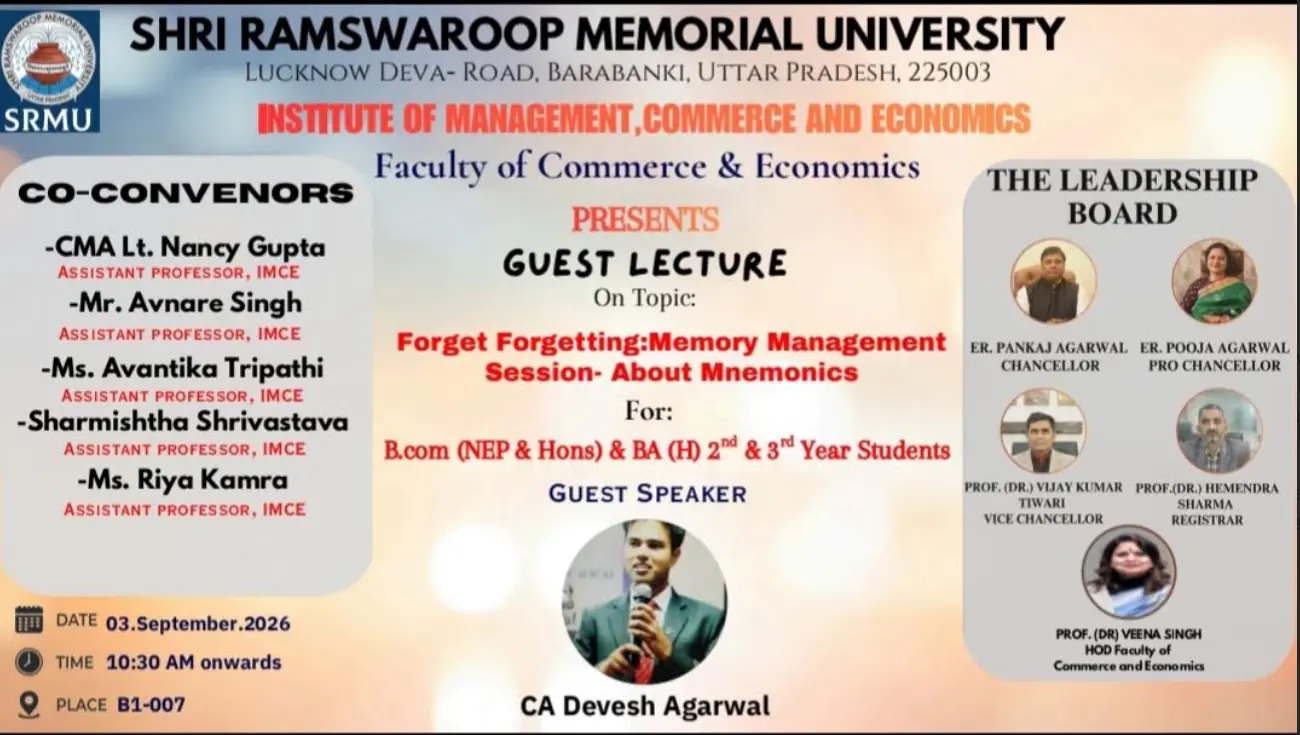 SHRI RAMSWAROOP MEMORIAL UNIVERSITY
LUCKNOW DEVA- ROAD, BARABANKI, UTTAR PRADESH, 225003
SHRI RAMSWAROOP MEMORIAL UNIVERSITY
UTTAR PRADESH
SRMU
INSTITUTE OF MANAGEMENT,COMMERCE AND ECONOMICS
Faculty of Commerce & Economics
PRESENTS
GUEST LECTURE
On Topic:
Forget Forgetting:Memory Management
Session- About Mnemonics
For:
B.com (NEP & Hons) & BA (H) 2nd & 3rd Year Students
GUEST SPEAKER
CA Devesh Agarwal
CO-CONVENORS
-CMA Lt. Nancy Gupta
ASSISTANT PROFESSOR, IMCE
-Mr. Avnare Singh
ASSISTANT PROFESSOR, IMCE
-Ms. Avantika Tripathi
ASSISTANT PROFESSOR, IMCE
-Sharmishtha Shrivastava
ASSISTANT PROFESSOR, IMCE
-Ms. Riya Kamra
ASSISTANT PROFESSOR, IMCE
DATE 03.September.2026
TIME 10:30 AM onwards
PLACE B1-007
THE LEADERSHIP
BOARD
ER. PANKAJ AGARWAL
CHANCELLOR
ER. POOJA AGARWAL
PRO CHANCELLOR
PROF. (DR.) VIJAY KUMAR
TIWARI
VICE CHANCELLOR
PROF.(DR.) HEMENDRA
SHARMA
REGISTRAR
PROF. (DR) VEENA SINGH
HOD Faculty of
Commerce and Economics